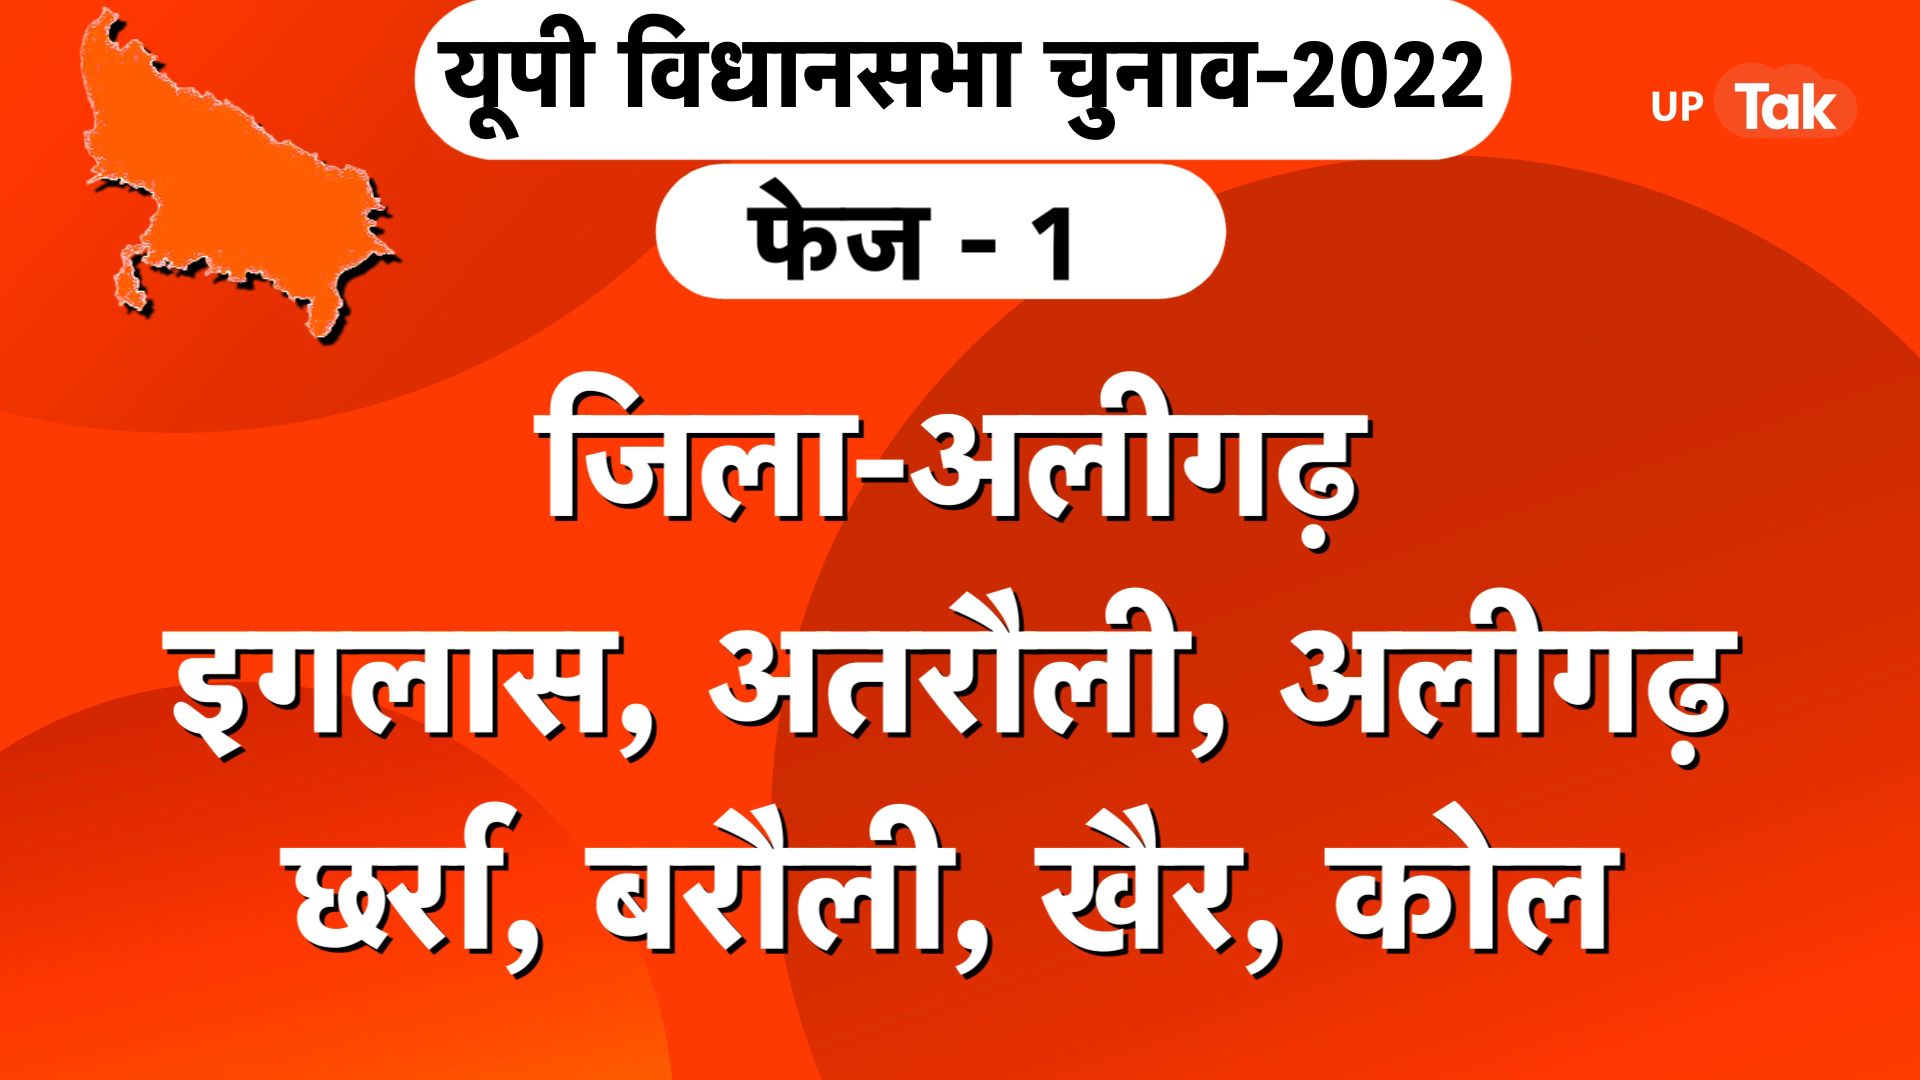 यूपी विधानसभा चुनाव-2022
UP Tak
फेज - 1
जिला-अलीगढ़
इगलास, अतरौली, अलीगढ़
छर्रा, बरौली, खैर, कोल